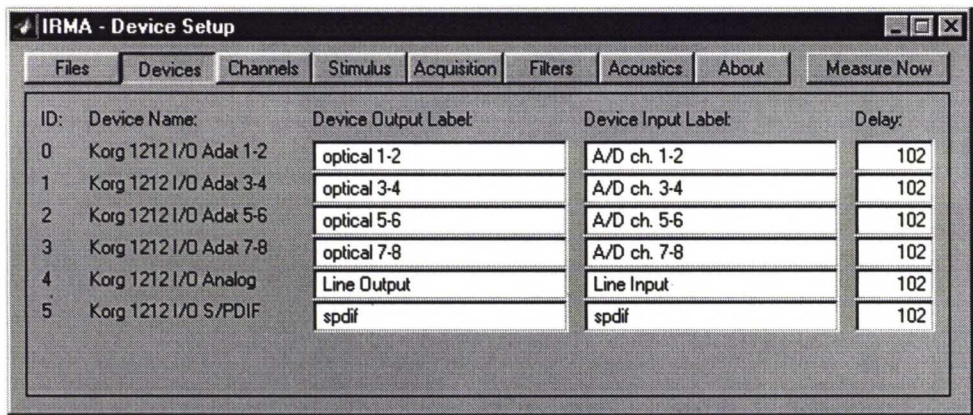 IRMA - Device Setup
Files Devices Channels Stimulus Acquisition Filters Acoustics About Measure Now
ID: Device Name: Device Output Label: Device Input Label: Delay:
0 Korg 1212 I/O Adat 1-2 optical 1-2 A/D ch. 1-2 102
1 Korg 1212 I/O Adat 3-4 optical 3-4 A/D ch. 3-4 102
2 Korg 1212 I/O Adat 5-6 optical 5-6 A/D ch. 5-6 102
3 Korg 1212 I/O Adat 7-8 optical 7-8 A/D ch. 7-8 102
4 Korg 1212 I/O Analog Line Output Line Input 102
5 Korg 1212 I/O S/PDIF spdif spdif 102